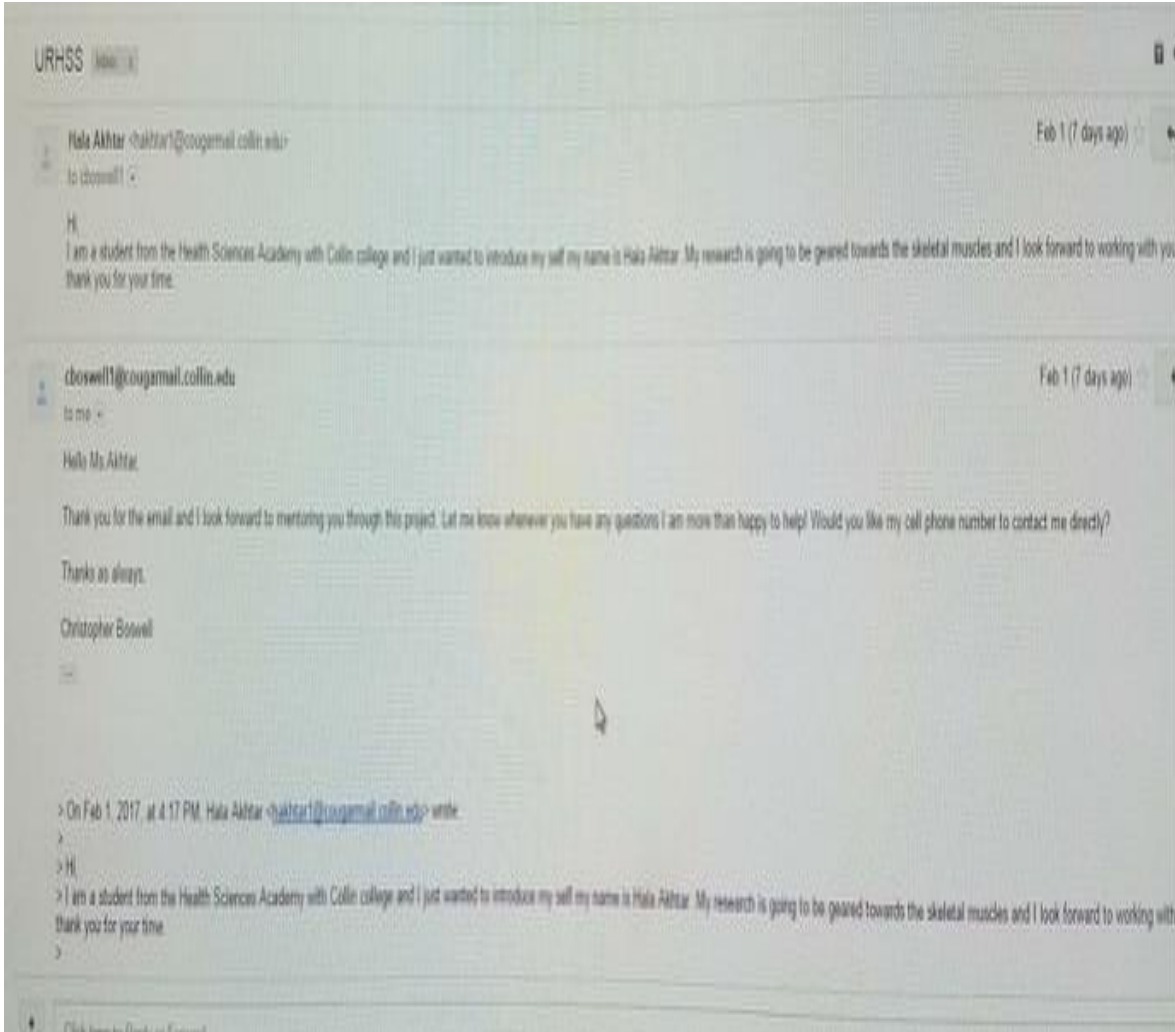 URHSS
Hala Akhtar <hakhtar1@cougarmail.collin.edu>
Feb 1 (7 days ago)
to cboswell1
Hi,
I am a student from the Health Sciences Academy with Collin college and I just wanted to introduce my self my name is Hala Akhtar. My research is going to be geared towards the skeletal muscles and I look forward to working with you
thank you for your time.
cboswell1@cougarmail.collin.edu
Feb 1 (7 days ago)
to me
Hello Ms.Akhtar,
Thank you for the email and I look forward to mentoring you through this project. Let me know whenever you have any questions I am more than happy to help! Would you like my cell phone number to contact me directly?
Thanks as always,
Christopher Boswell
> On Feb 1, 2017, at 4:17 PM, Hala Akhtar <hakhtar1@cougarmail.collin.edu> wrote:
>
> Hi,
> I am a student from the Health Sciences Academy with Collin college and I just wanted to introduce my self my name is Hala Akhtar. My research is going to be geared towards the skeletal muscles and I look forward to working with
thank you for your time.
>